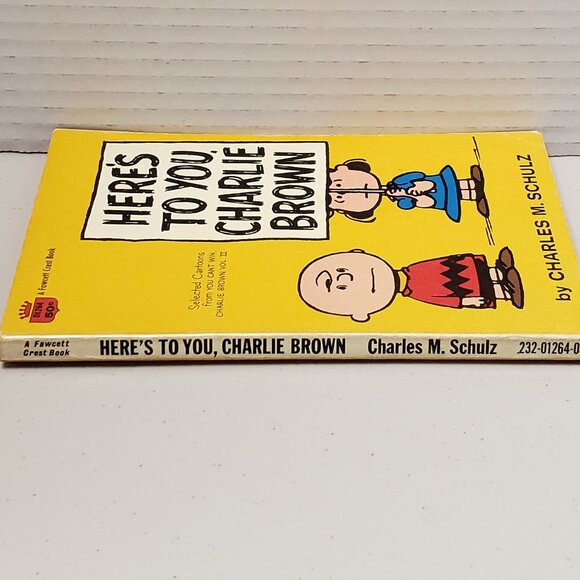 HERE'S
TO YOU,
CHARLIE
BROWN
Selected Cartoons
from YOU CAN'T WIN
CHARLIE BROWN VOL. II
a Fawcett Crest Book
CREST
50¢
by CHARLES M. SCHULZ
A Fawcett
Crest Book
HERE'S TO YOU, CHARLIE BROWN Charles M. Schulz 232-01264-0